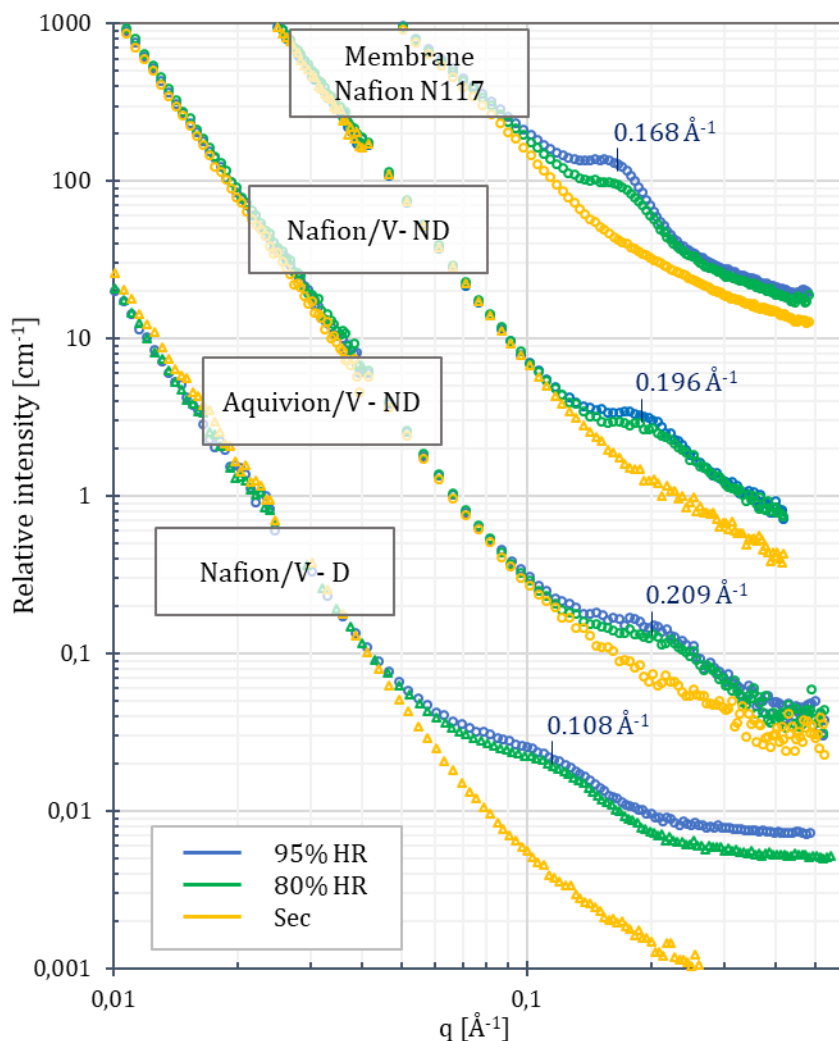 Relative intensity [cm⁻¹]
1000
100
10
1
0,1
0,01
0,001
Membrane
Nafion N117
0.168 Å⁻¹
Nafion/V- ND
0.196 Å⁻¹
Aquivion/V - ND
0.209 Å⁻¹
Nafion/V - D
0.108 Å⁻¹
95% HR
80% HR
Sec
0,01
0,1
q [Å⁻¹]